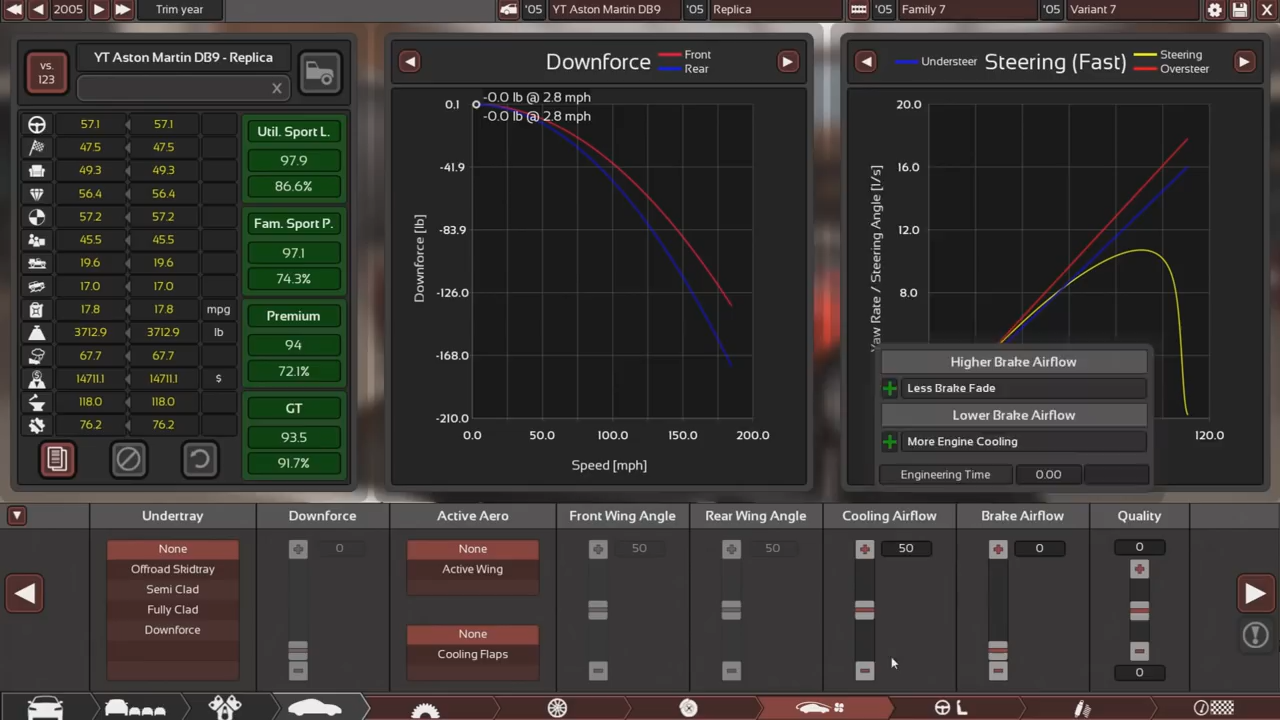 2005
Trim year
'05
YT Aston Martin DB9
'05
Replica
'05
Family 7
'05
Variant 7
vs.
123
YT Aston Martin DB9 - Replica
x
57.1 57.1
47.5 47.5
49.3 49.3
56.4 56.4
57.2 57.2
45.5 45.5
19.6 19.6
17.0 17.0
17.8 17.8 mpg
3712.9 3712.9 lb
67.7 67.7
14711.1 14711.1 $
118.0 118.0
76.2 76.2
Util. Sport L.
97.9
86.6%
Fam. Sport P.
97.1
74.3%
Premium
94
72.1%
GT
93.5
91.7%
Downforce
Front
Rear
-0.0 lb @ 2.8 mph
-0.0 lb @ 2.8 mph
0.1
-41.9
-83.9
-126.0
-168.0
-210.0
Downforce [lb]
0.0 50.0 100.0 150.0 200.0
Speed [mph]
Understeer
Steering (Fast)
Steering
Oversteer
20.0
16.0
12.0
8.0
Yaw Rate / Steering Angle [1/s]
120.0
Higher Brake Airflow
Less Brake Fade
Lower Brake Airflow
More Engine Cooling
Engineering Time 0.00
Undertray
None
Offroad Skidtray
Semi Clad
Fully Clad
Downforce
Downforce
0
Active Aero
None
Active Wing
None
Cooling Flaps
Front Wing Angle
50
Rear Wing Angle
50
Cooling Airflow
50
Brake Airflow
0
Quality
0
0